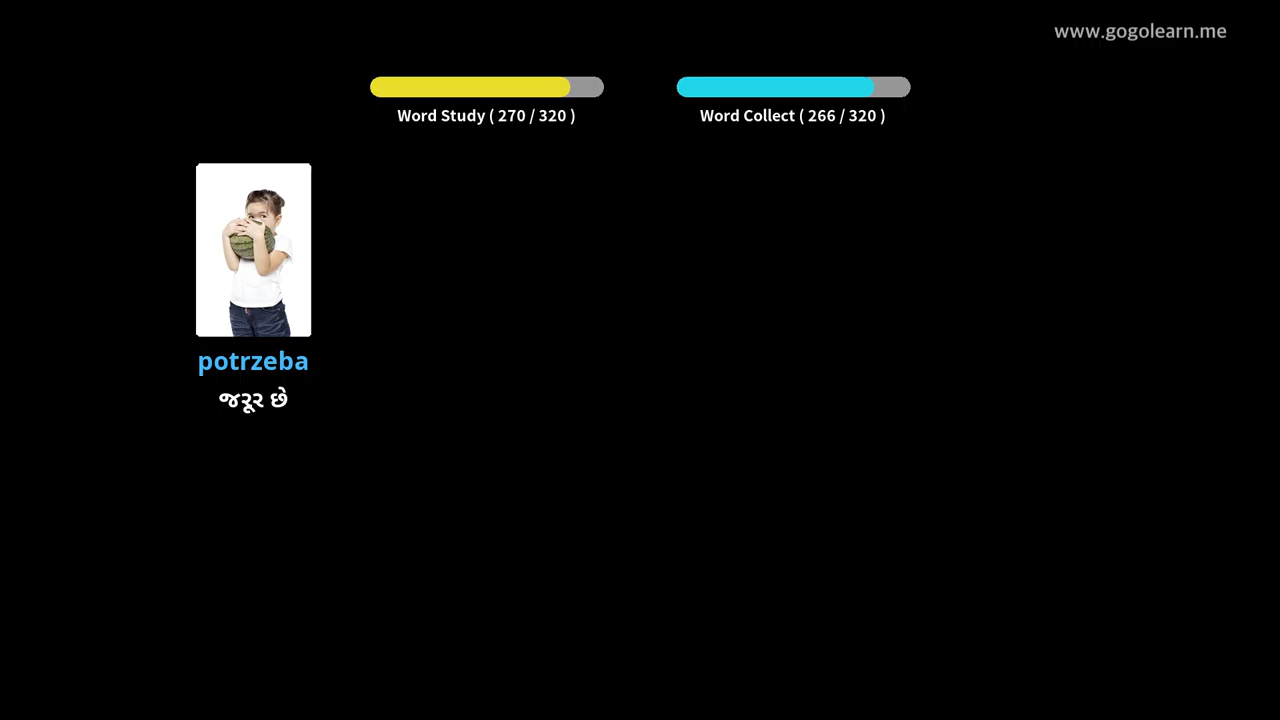 www.gogolearn.me
Word Study ( 270 / 320 )
Word Collect ( 266 / 320 )
potrzeba
જરૂર છે